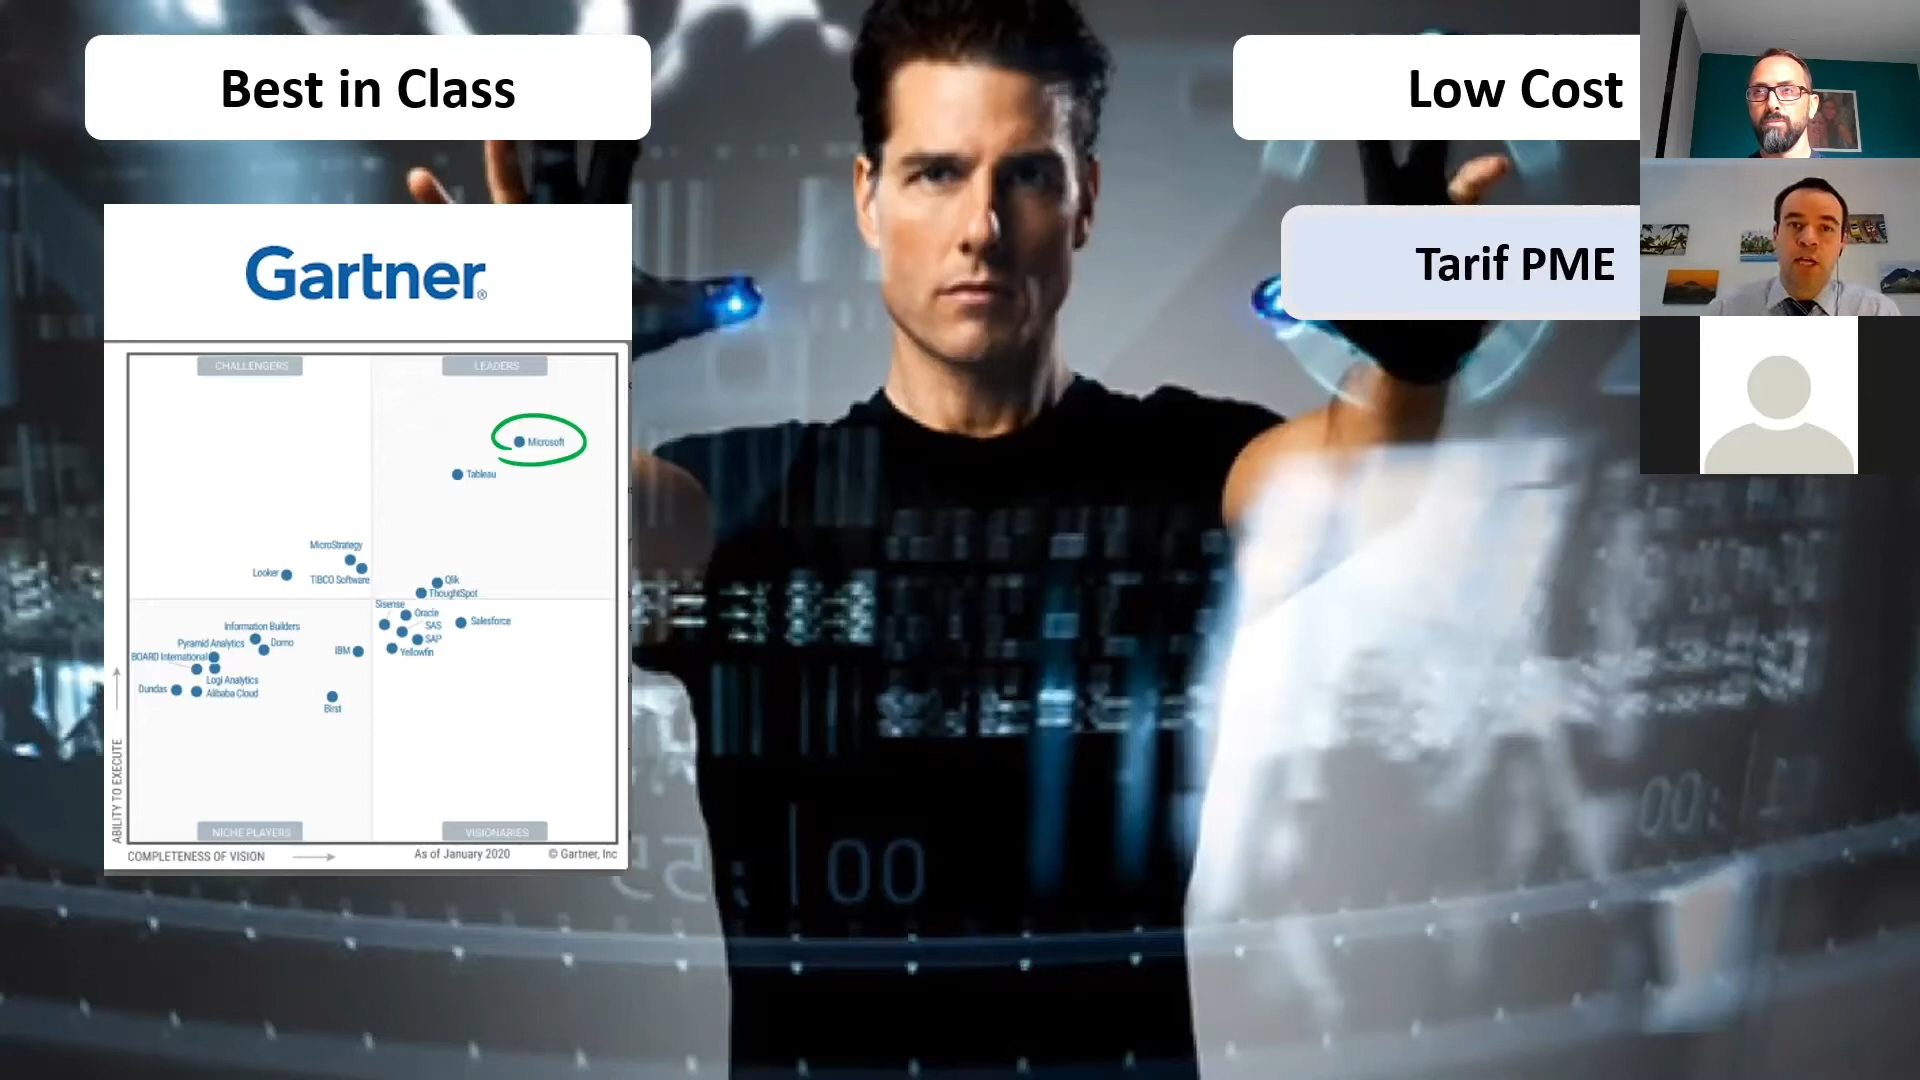 Best in Class
Low Cost
Tarif PME
Gartner®
CHALLENGERS
LEADERS
Microsoft
Tableau
MicroStrategy
Looker
TIBCO Software
Qlik
ThoughtSpot
Sisense
Oracle
Salesforce
SAS
Information Builders
SAP
Domo
Pyramid Analytics
IBM
Yellowfin
BOARD International
Logi Analytics
Dundas
Alibaba Cloud
Birst
ABILITY TO EXECUTE
NICHE PLAYERS
VISIONARIES
COMPLETENESS OF VISION
As of January 2020
© Gartner, Inc
00
00: